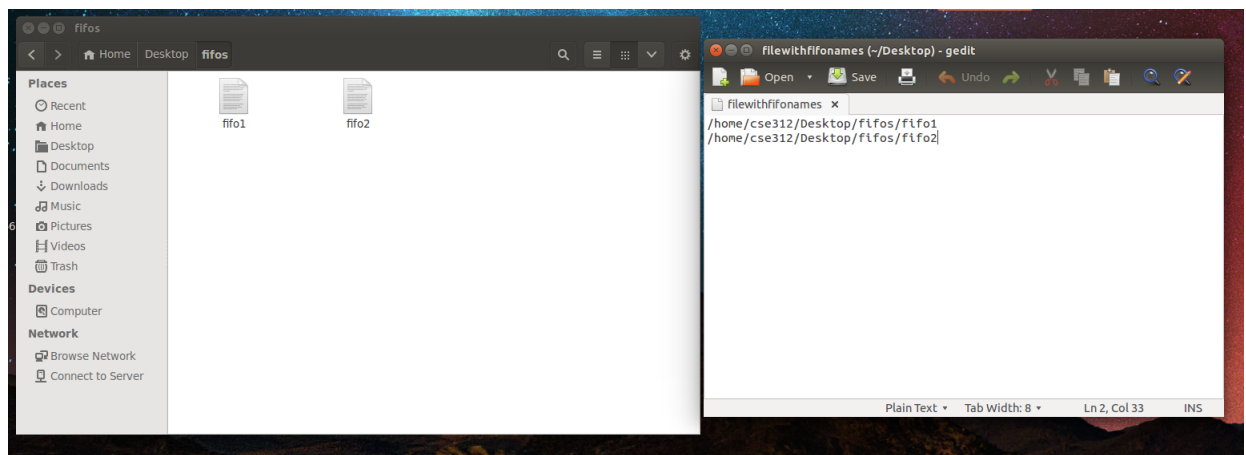 fifos
Home Desktop fifos
Places
Recent
Home
Desktop
Documents
Downloads
Music
Pictures
Videos
Trash
Devices
Computer
Network
Browse Network
Connect to Server
fifo1 fifo2
filewithfifonames (~/Desktop) - gedit
Open Save Undo
filewithfifonames
/home/cse312/Desktop/fifos/fifo1
/home/cse312/Desktop/fifos/fifo2
Plain Text Tab Width: 8 Ln 2, Col 33 INS
6